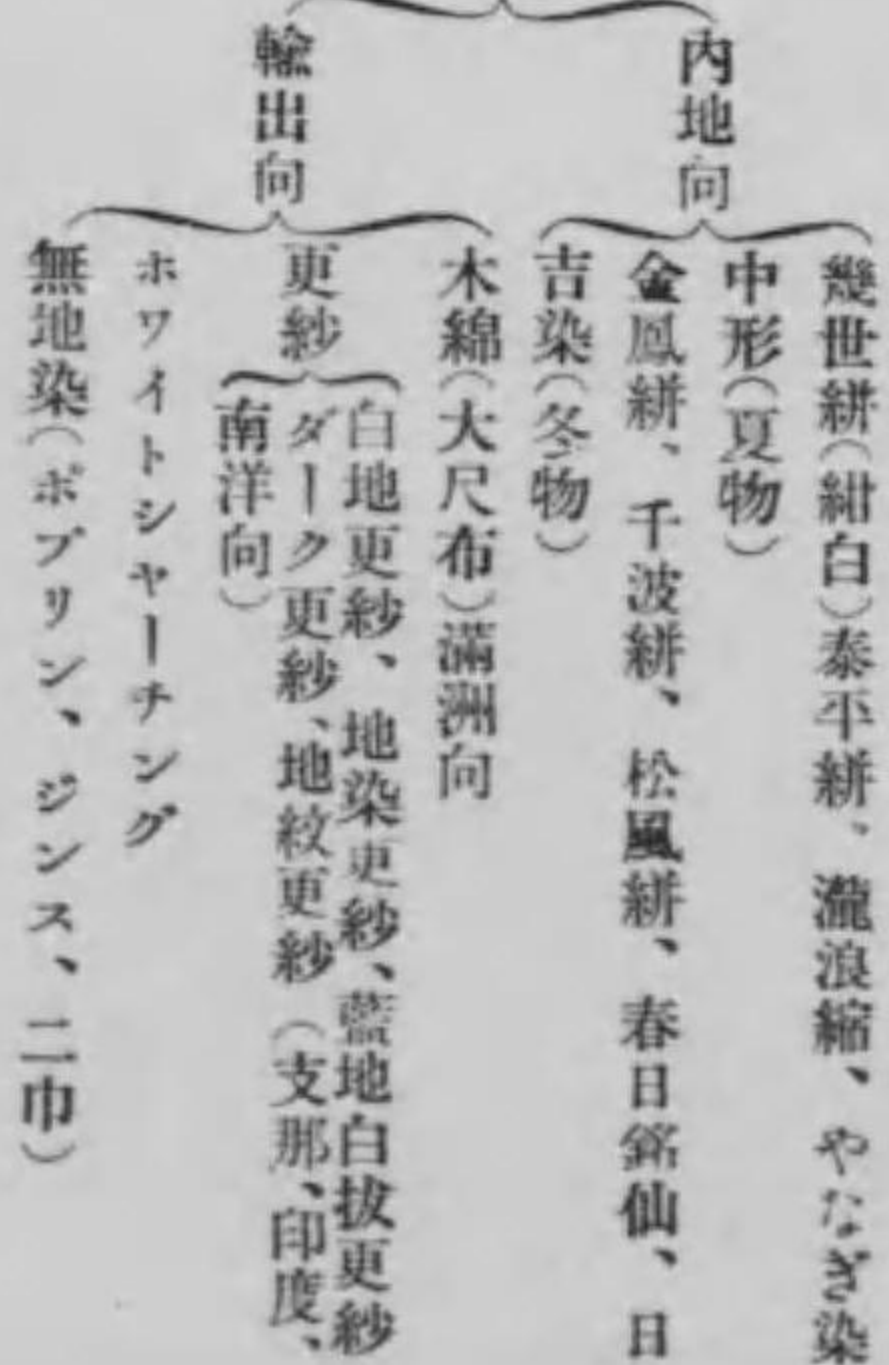 內地向
幾世絣（紺白）泰平絣、瀧浪縮、やなぎ染
中形（夏物）
金鳳絣、千波絣、松風絣、春日銘仙、日
吉染（冬物）
輸出向
木綿（大尺布）滿洲向
更紗
白地更紗、地染更紗、藍地白拔更紗
ダーク更紗、地紋更紗（支那、印度、
南洋向）
ホワイトシャーチング
無地染（ポプリン、ジンス、二巾）